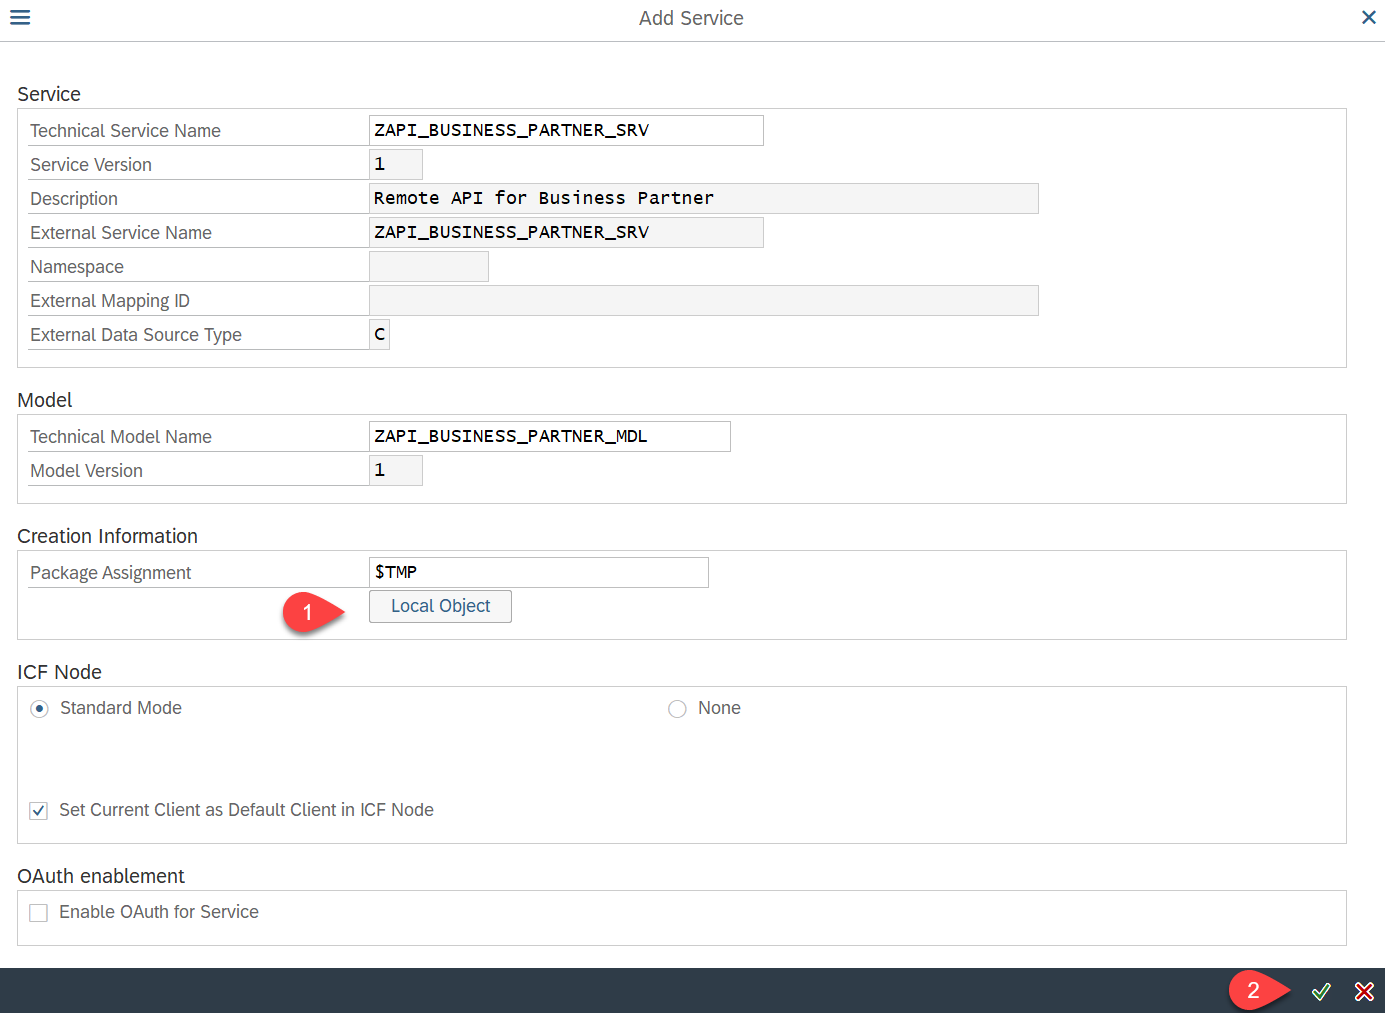 Add Service
Service
Technical Service Name ZAPI_BUSINESS_PARTNER_SRV
Service Version 1
Description Remote API for Business Partner
External Service Name ZAPI_BUSINESS_PARTNER_SRV
Namespace
External Mapping ID
External Data Source Type C
Model
Technical Model Name ZAPI_BUSINESS_PARTNER_MDL
Model Version 1
Creation Information
Package Assignment $TMP
1 Local Object
ICF Node
Standard Mode None
Set Current Client as Default Client in ICF Node
OAuth enablement
Enable OAuth for Service
2